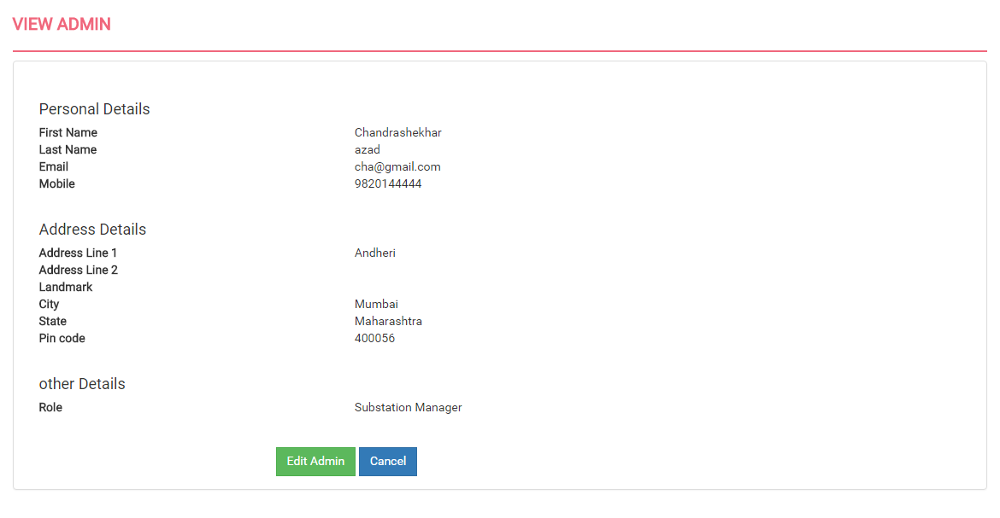 VIEW ADMIN
Personal Details
First Name Chandrashekhar
Last Name azad
Email cha@gmail.com
Mobile 9820144444
Address Details
Address Line 1 Andheri
Address Line 2
Landmark
City Mumbai
State Maharashtra
Pin code 400056
other Details
Role Substation Manager
Edit Admin Cancel